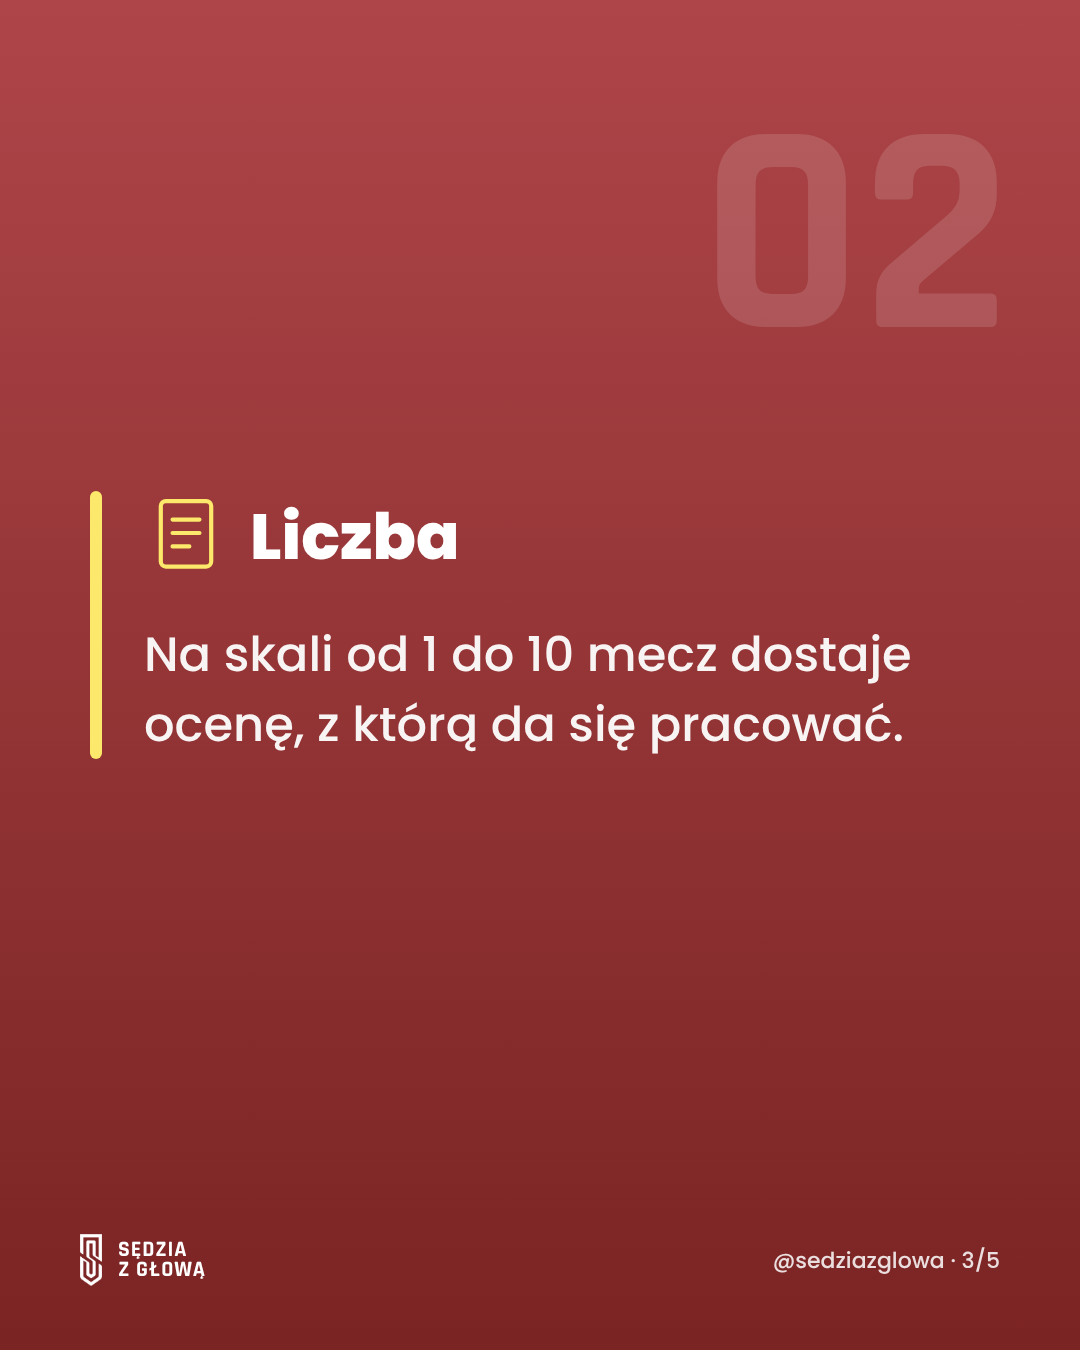 02
Liczba
Na skali od 1 do 10 mecz dostaje
ocenę, z którą da się pracować.
SĘDZIA
Z GŁOWĄ
@sedziazglowa · 3/5